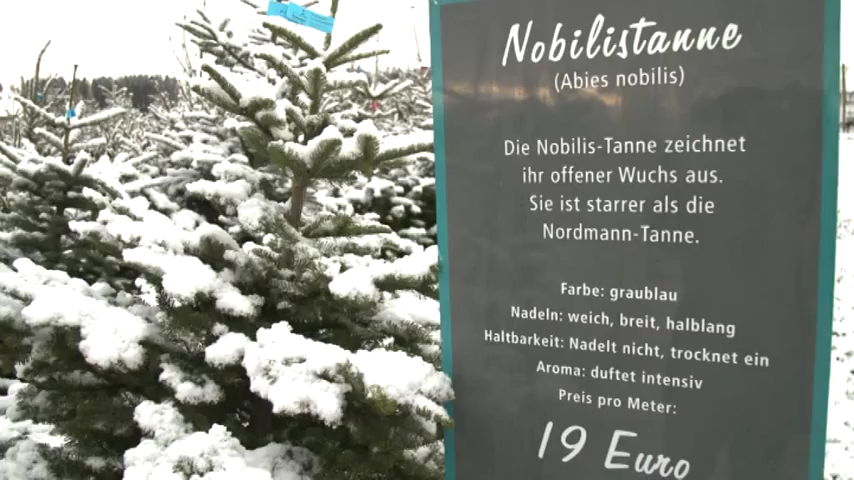 Nobilistanne
(Abies nobilis)
Die Nobilis-Tanne zeichnet
ihr offener Wuchs aus.
Sie ist starrer als die
Nordmann-Tanne.
Farbe: graublau
Nadeln: weich, breit, halblang
Haltbarkeit: Nadelt nicht, trocknet ein
Aroma: duftet intensiv
Preis pro Meter:
19 Euro